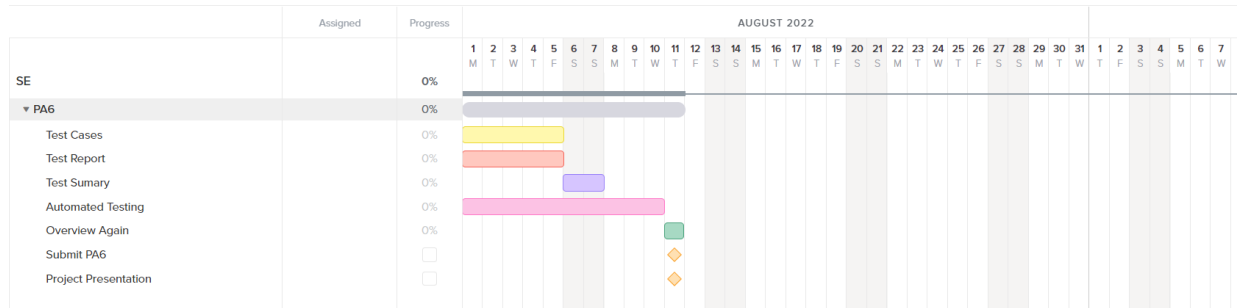 Assigned Progress AUGUST 2022
1 2 3 4 5 6 7 8 9 10 11 12 13 14 15 16 17 18 19 20 21 22 23 24 25 26 27 28 29 30 31 1 2 3 4 5 6 7
M T W T F S S M T W T F S S M T W T F S S M T W T F S S M T W T F S S M T W
SE 0%
PA6 0%
Test Cases 0%
Test Report 0%
Test Sumary 0%
Automated Testing 0%
Overview Again 0%
Submit PA6
Project Presentation